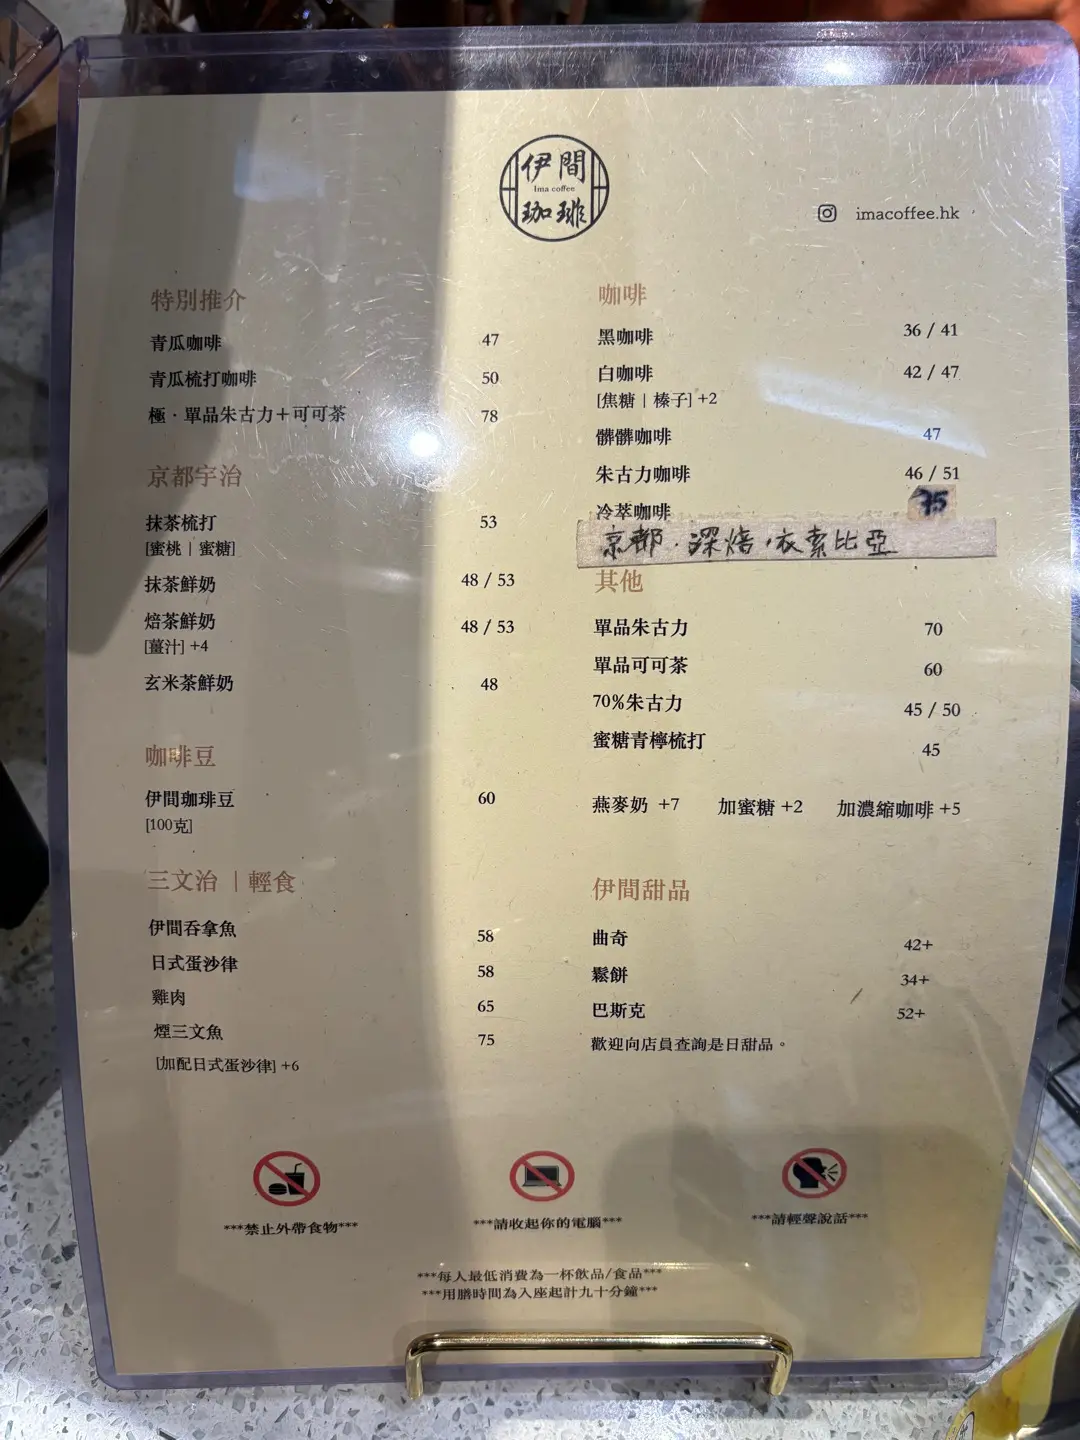 伊間
Ima coffee
珈琲
imacoffee.hk
特別推介
青瓜咖啡 47
青瓜梳打咖啡 50
極·單品朱古力+可可茶 78
京都宇治
抹茶梳打 53
[蜜桃 | 蜜糖]
抹茶鮮奶 48 / 53
焙茶鮮奶 48 / 53
[薑汁] +4
玄米茶鮮奶 48
咖啡豆
伊間珈琲豆 60
[100克]
三文治 | 輕食
伊間吞拿魚 58
日式蛋沙律 58
雞肉 65
煙三文魚 75
[加配日式蛋沙律] +6
咖啡
黑咖啡 36 / 41
白咖啡 42 / 47
[焦糖 | 榛子] +2
髒髒咖啡 47
朱古力咖啡 46 / 51
冷萃咖啡 75
京都·深焙,衣索比亞
其他
單品朱古力 70
單品可可茶 60
70%朱古力 45 / 50
蜜糖青檸梳打 45
燕麥奶 +7 加蜜糖 +2 加濃縮咖啡 +5
伊間甜品
曲奇 42+
鬆餅 34+
巴斯克 52+
歡迎向店員查詢是日甜品。
***禁止外帶食物***
***請收起你的電腦***
***請輕聲說話***
***每人最低消費為一杯飲品/食品***
***用膳時間為入座起計九十分鐘***